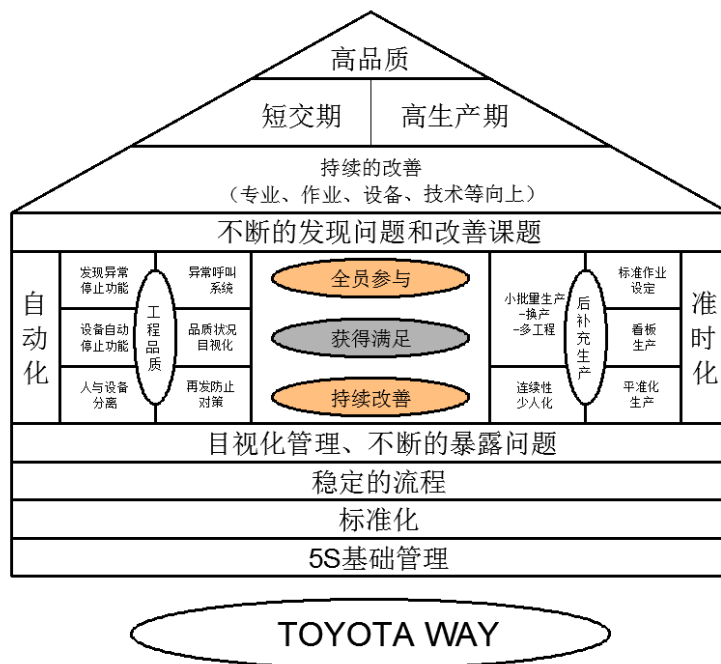 高品质
短交期
高生产期
持续的改善
（专业、作业、设备、技术等向上）
不断的发现问题和改善课题
自动化
发现异常
停止功能
设备自动
停止功能
人与设备
分离
工程品质
异常呼叫
系统
品质状况
目视化
再发防止
对策
全员参与
获得满足
持续改善
小批量生产
-换产
-多工程
连续性
少人化
后补充生产
标准作业
设定
看板
生产
平准化
生产
准时化
目视化管理、不断的暴露问题
稳定的流程
标准化
5S基础管理
TOYOTA WAY